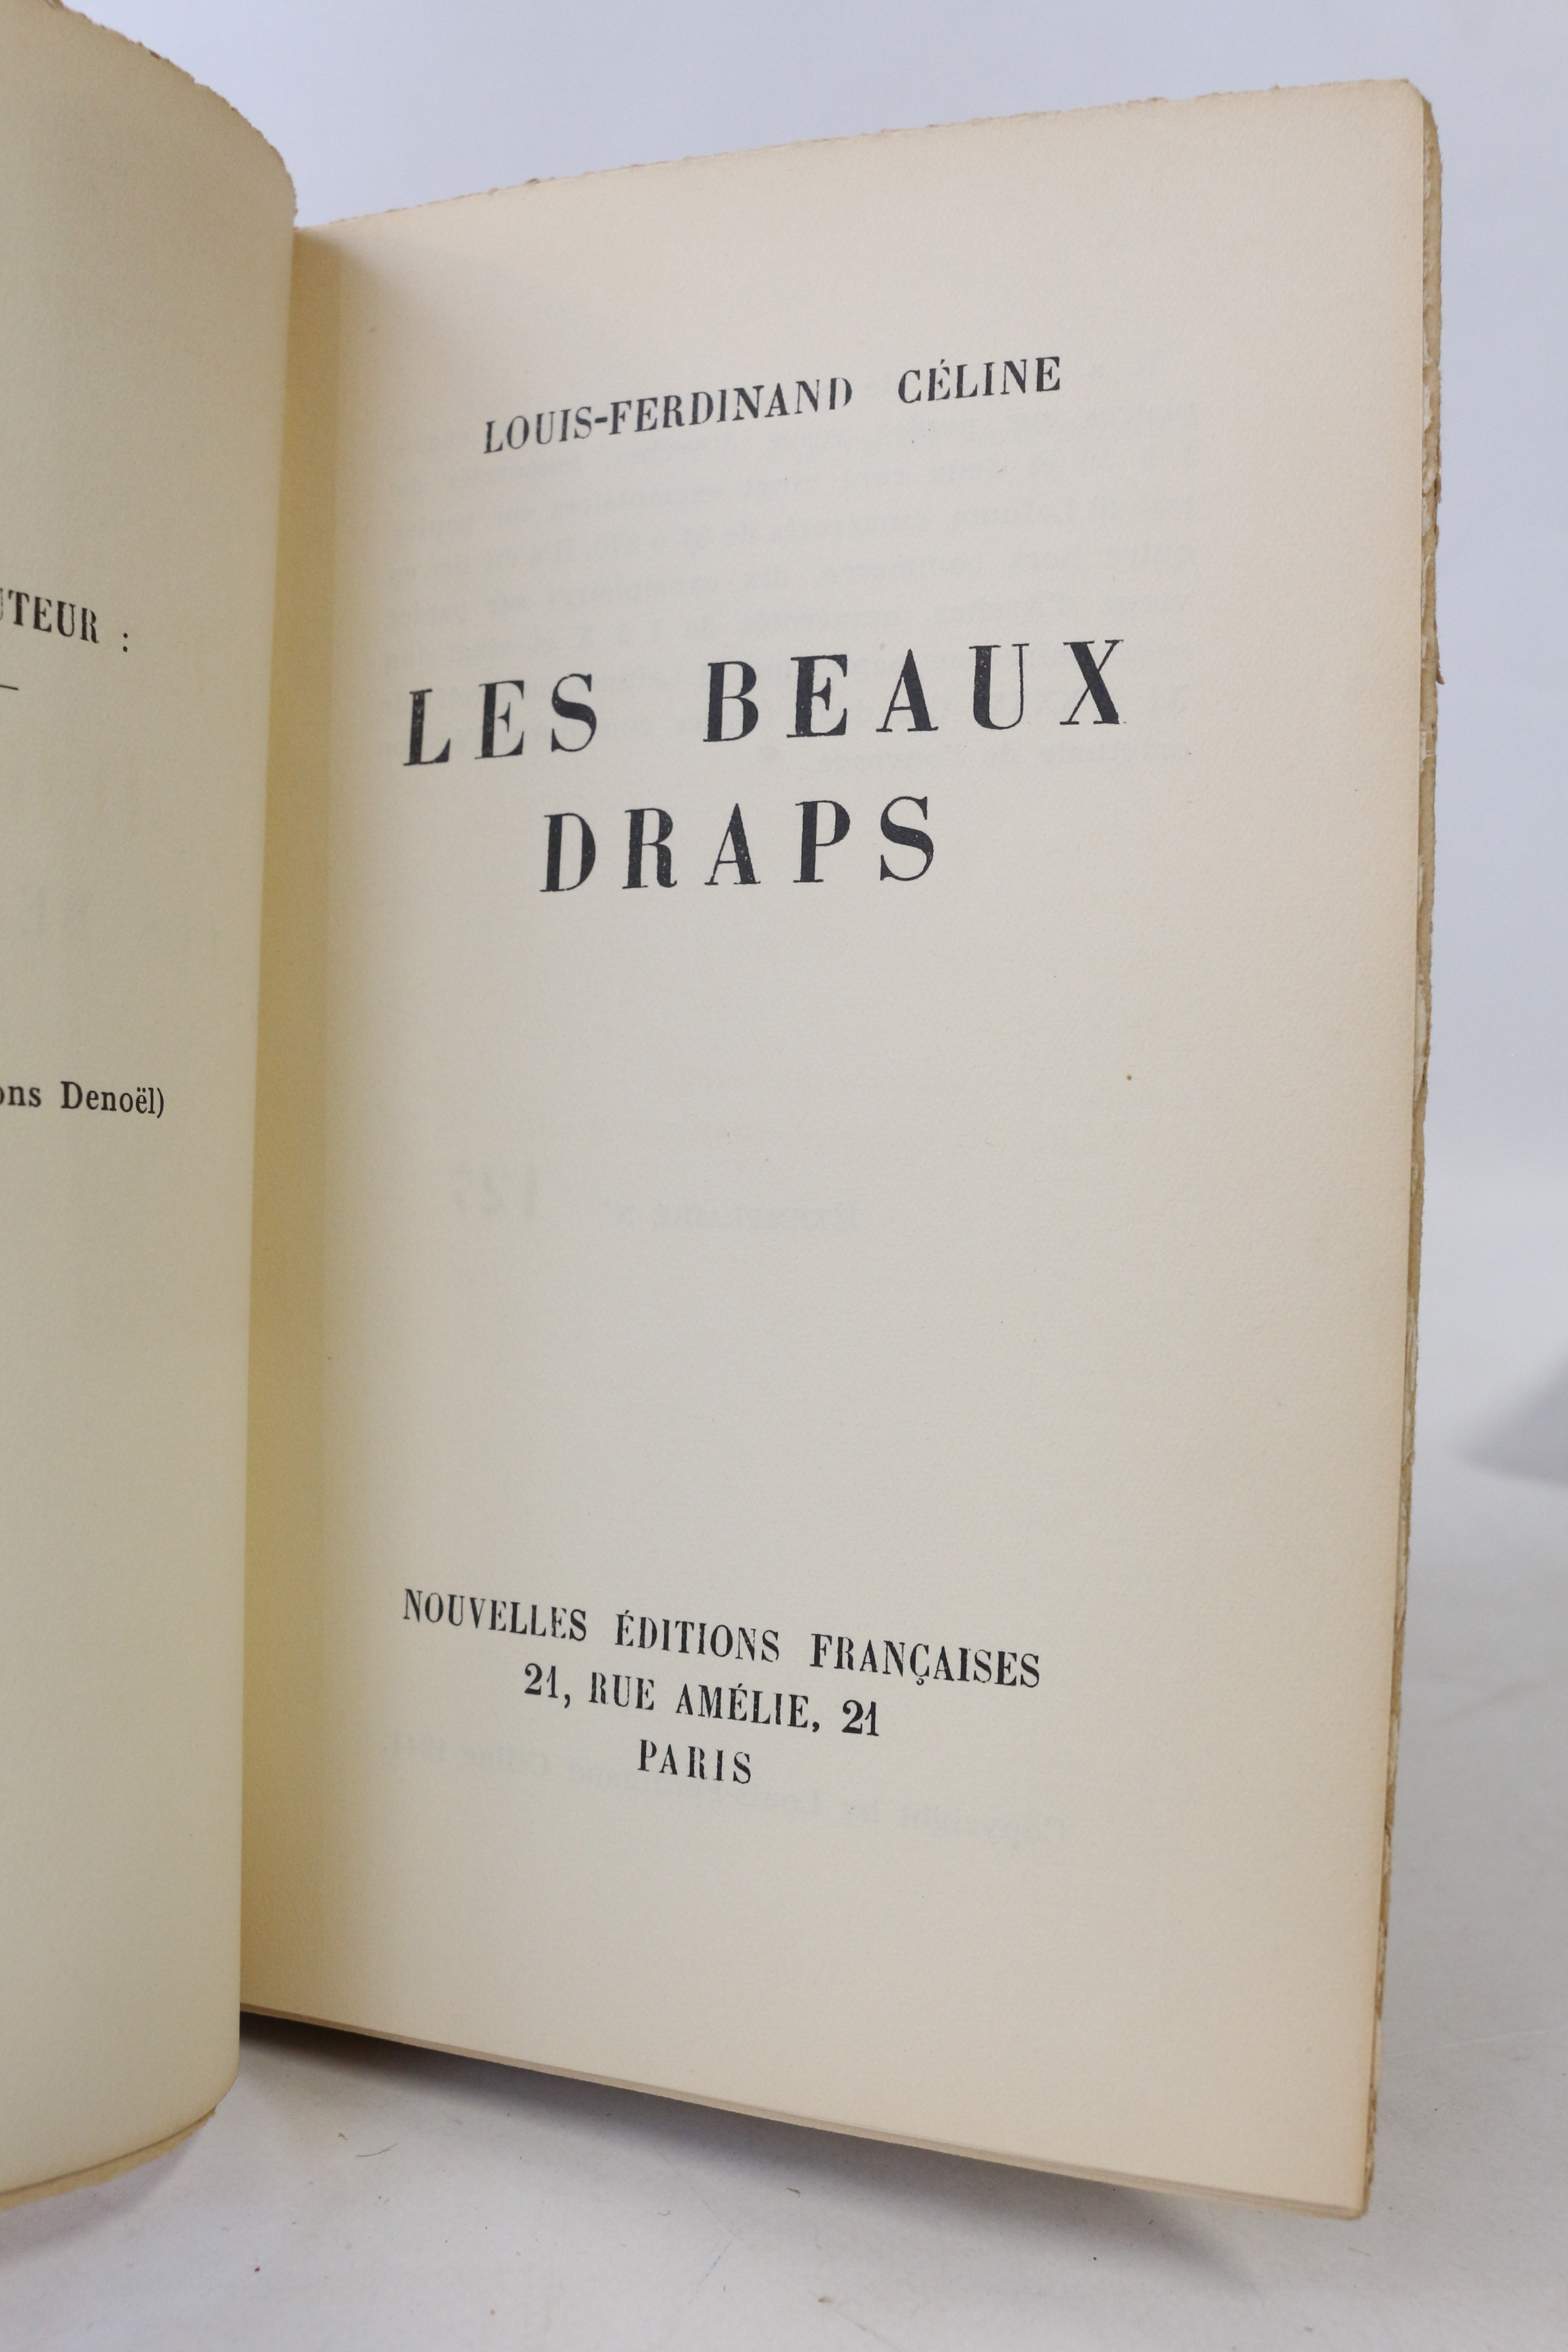 UTEUR :
ons Denoël)
LOUIS-FERDINAND CÉLINE
LES BEAUX
DRAPS
NOUVELLES ÉDITIONS FRANÇAISES
21, RUE AMÉLIE, 21
PARIS